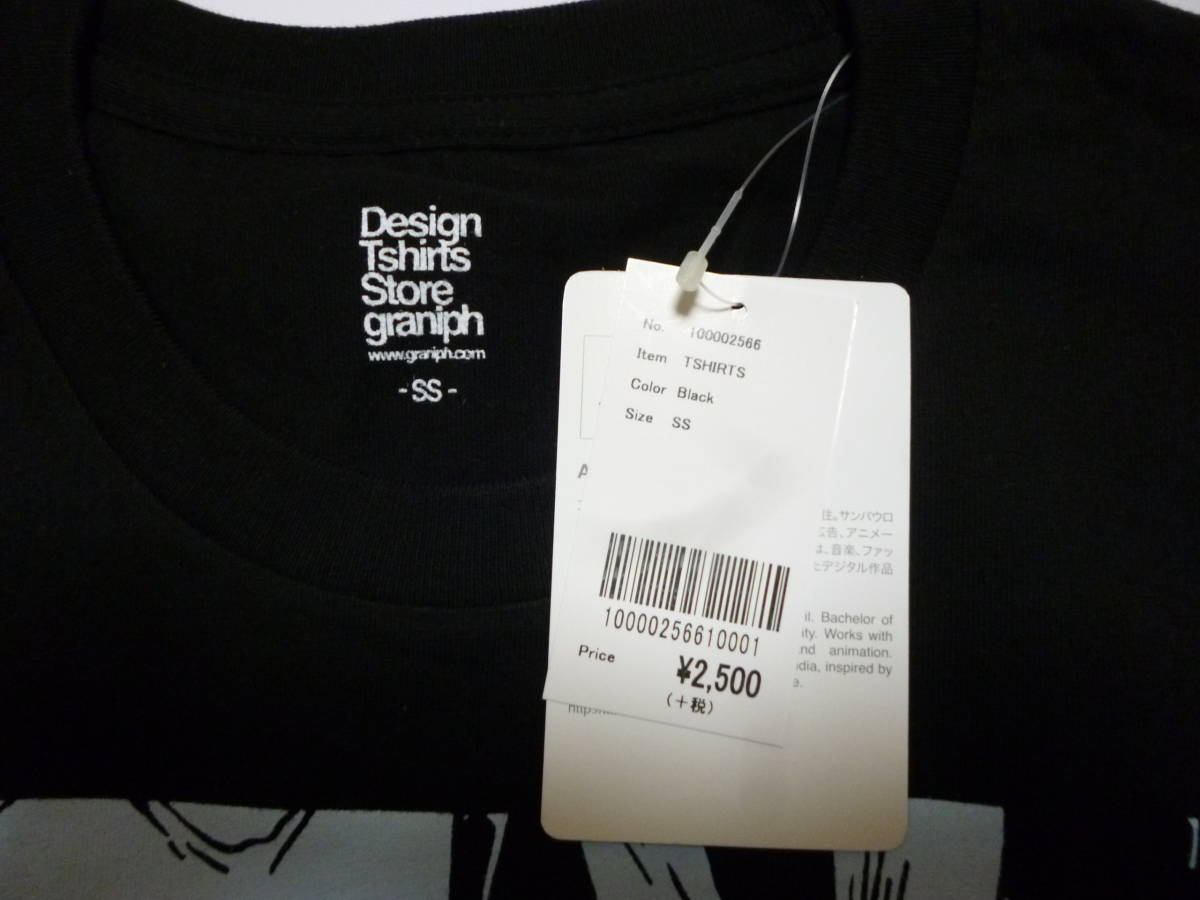 Design
Tshirts
Store
graniph
www.graniph.com
- SS -
No. 100002566
Item TSHIRTS
Color Black
Size SS
10000256610001
Price
¥2,500
(+税)
サンパウロ
告、アニメー
音楽、ファッ
デジタル作品
il. Bachelor of
ity. Works with
nd animation.
dia, inspired by